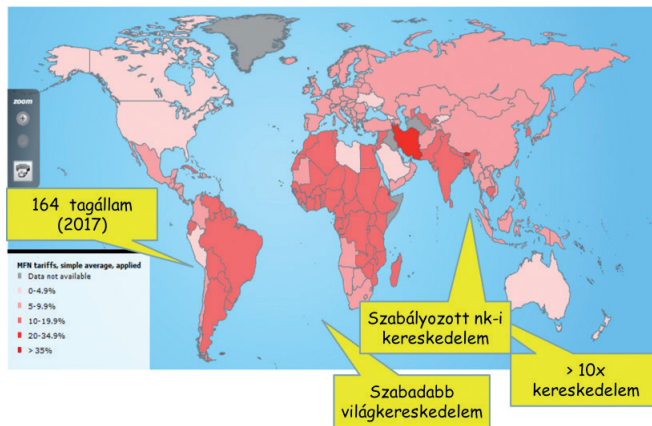 zoom
164 tagállam
(2017)
MFN tariffs, simple average, applied
Data not available
0-4.9%
5-9.9%
10-19.9%
20-34.9%
> 35%
Szabályozott nk-i
kereskedelem
> 10x
kereskedelem
Szabadabb
világkereskedelem